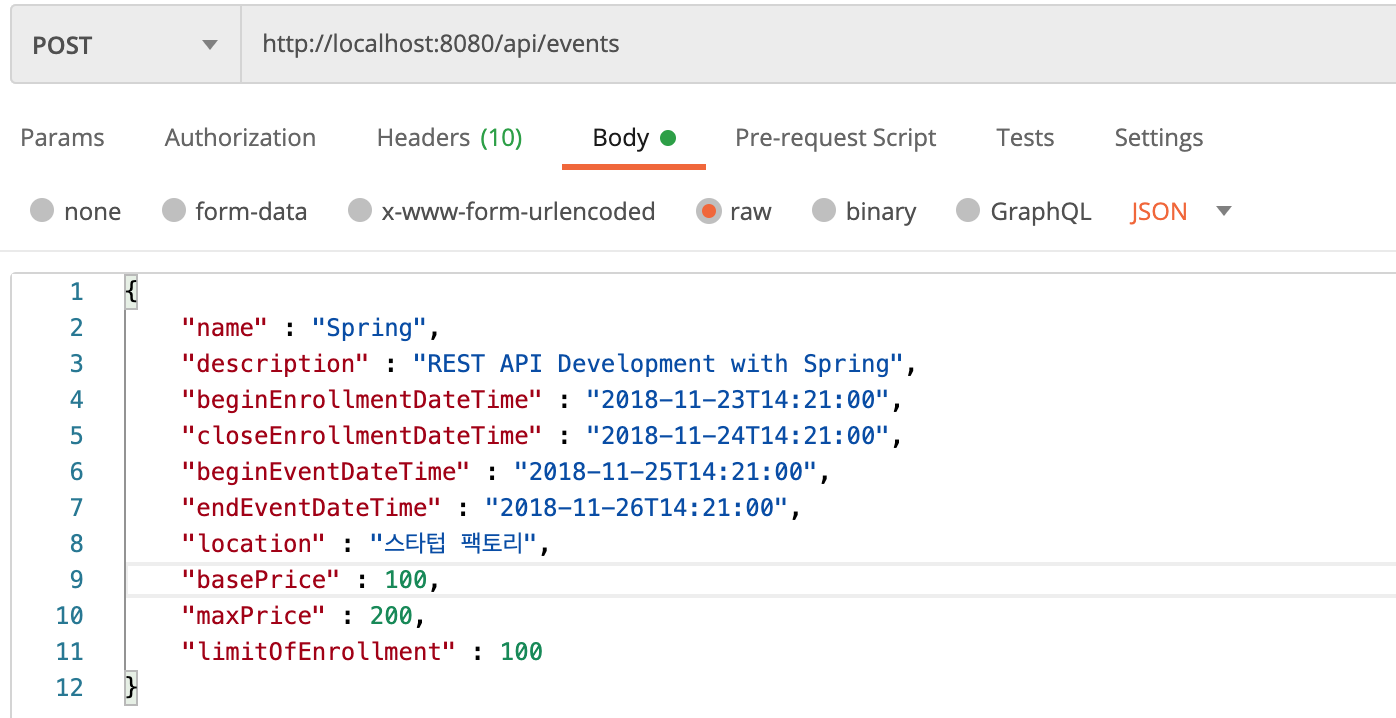 POST http://localhost:8080/api/events
Params Authorization Headers (10) Body Pre-request Script Tests Settings
none form-data x-www-form-urlencoded raw binary GraphQL JSON
1 {
2 "name" : "Spring",
3 "description" : "REST API Development with Spring",
4 "beginEnrollmentDateTime" : "2018-11-23T14:21:00",
5 "closeEnrollmentDateTime" : "2018-11-24T14:21:00",
6 "beginEventDateTime" : "2018-11-25T14:21:00",
7 "endEventDateTime" : "2018-11-26T14:21:00",
8 "location" : "스타텁 팩토리",
9 "basePrice" : 100,
10 "maxPrice" : 200,
11 "limitOfEnrollment" : 100
12 }